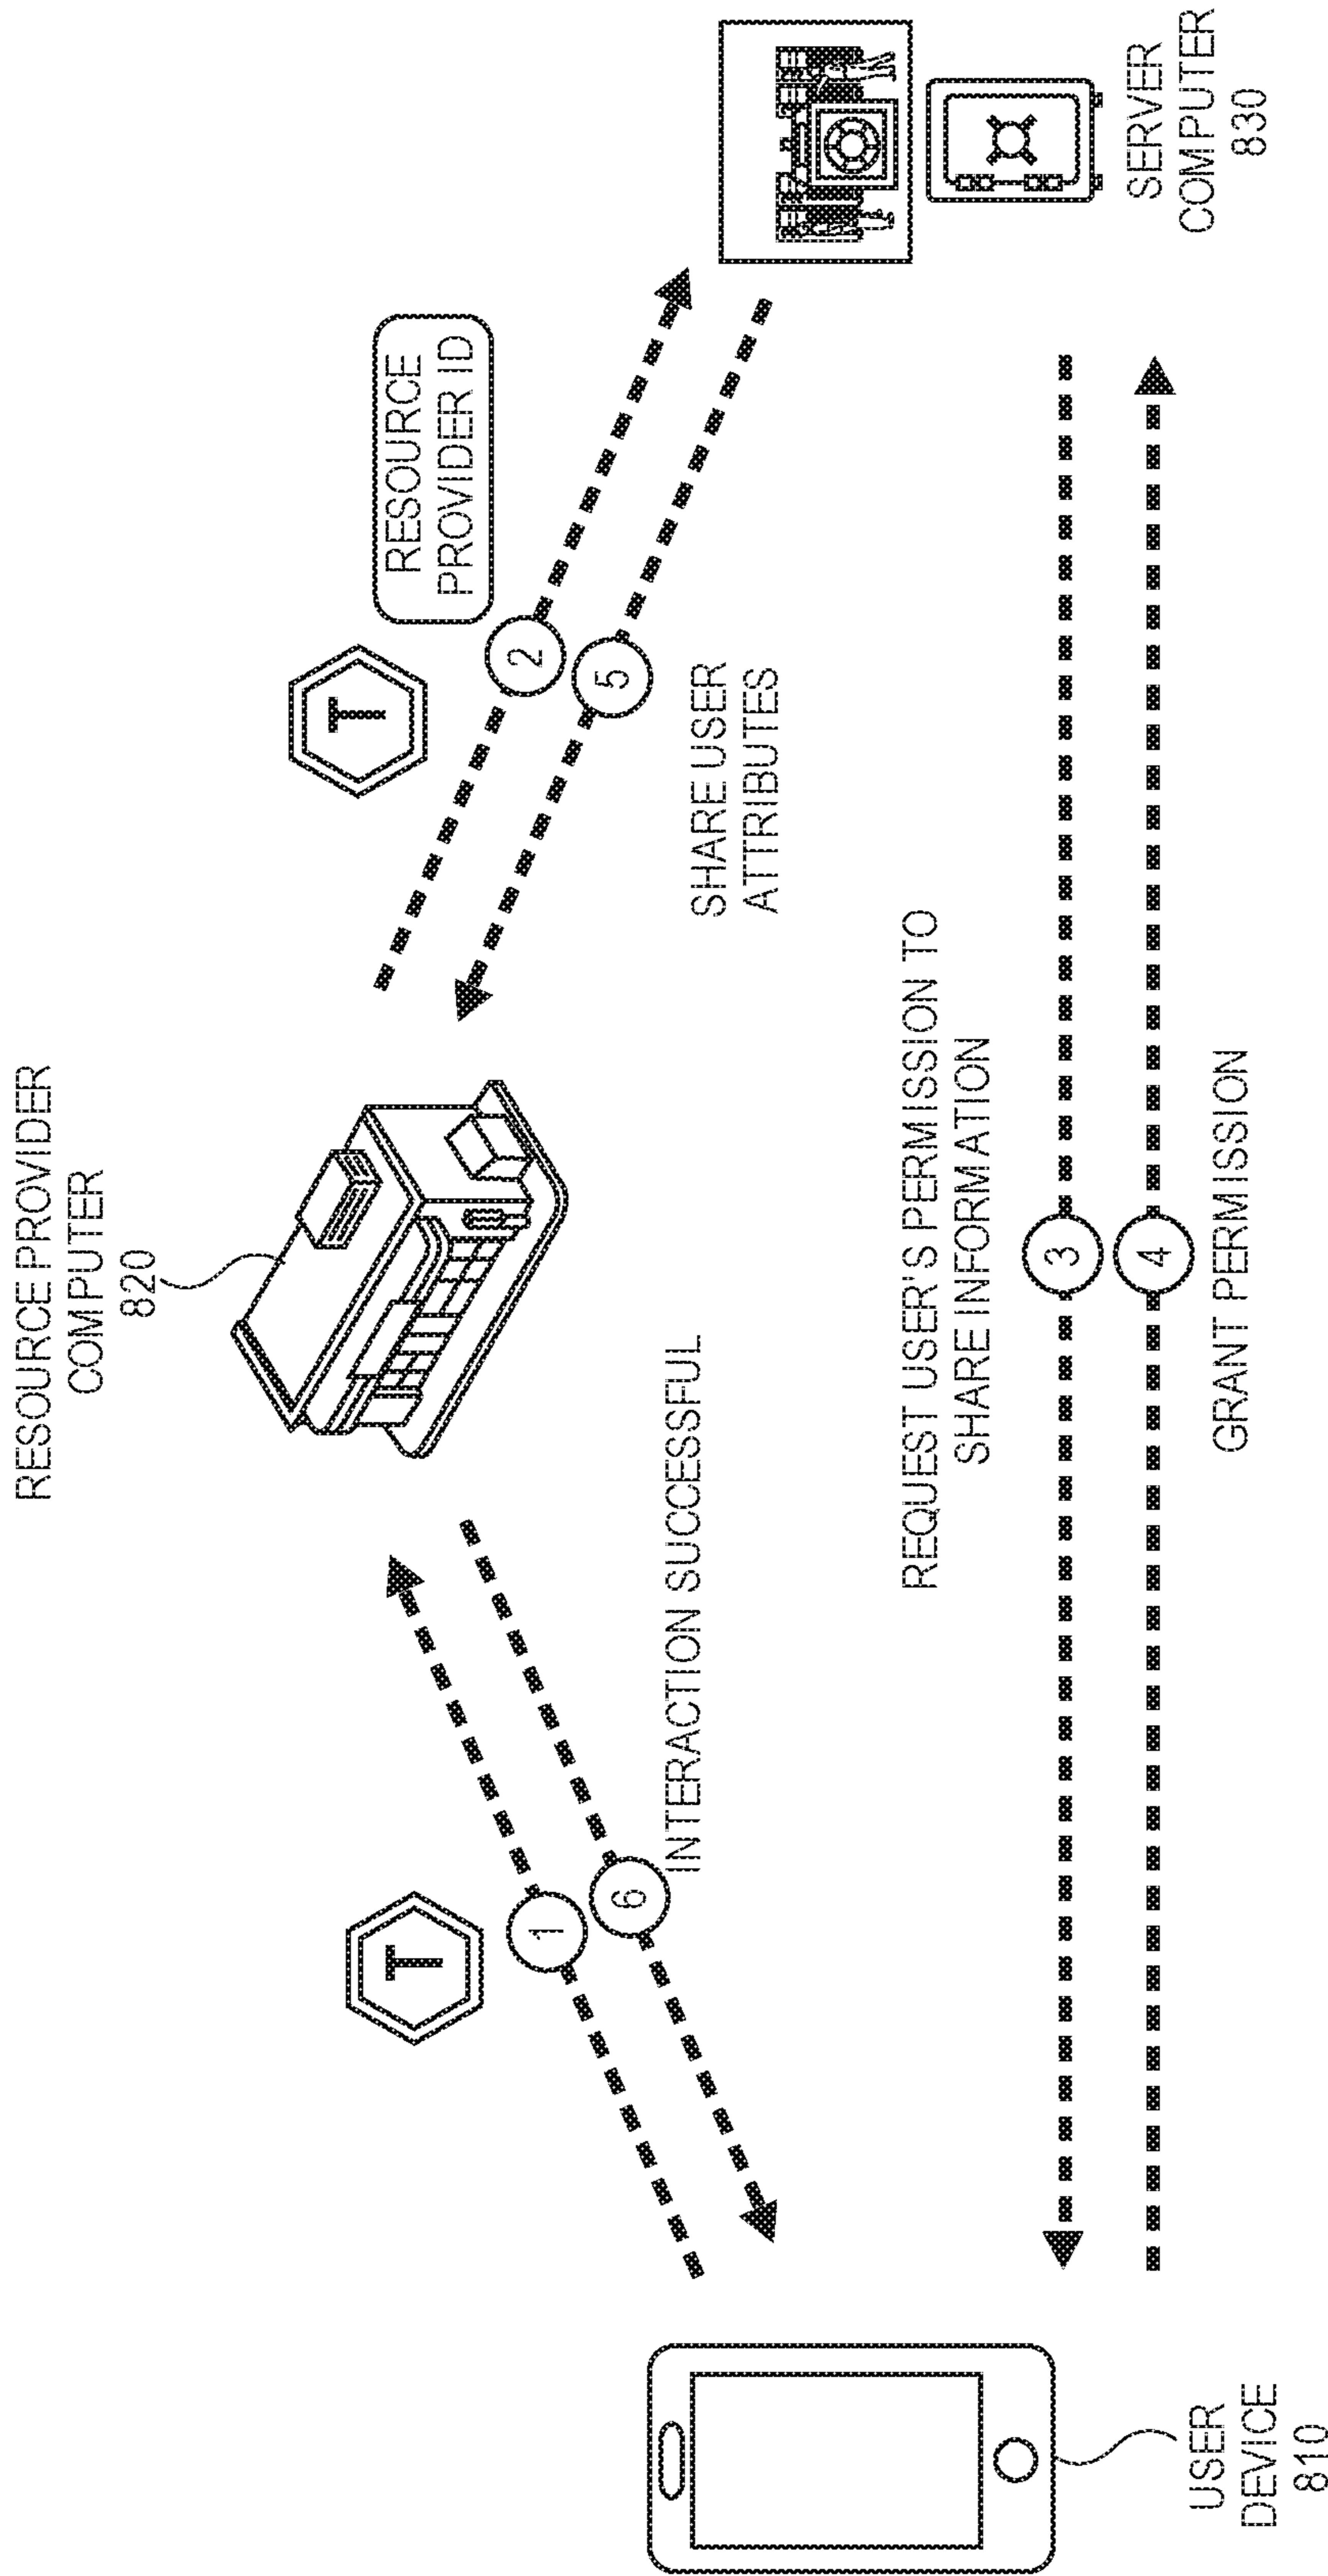 RESOURCE PROVIDER
COMPUTER
820
T
RESOURCE
PROVIDER ID
T
1
2
6
5
INTERACTION SUCCESSFUL
SHARE USER
ATTRIBUTES
REQUEST USER'S PERMISSION TO
SHARE INFORMATION
3
4
GRANT PERMISSION
USER
DEVICE
810
SERVER
COMPUTER
830